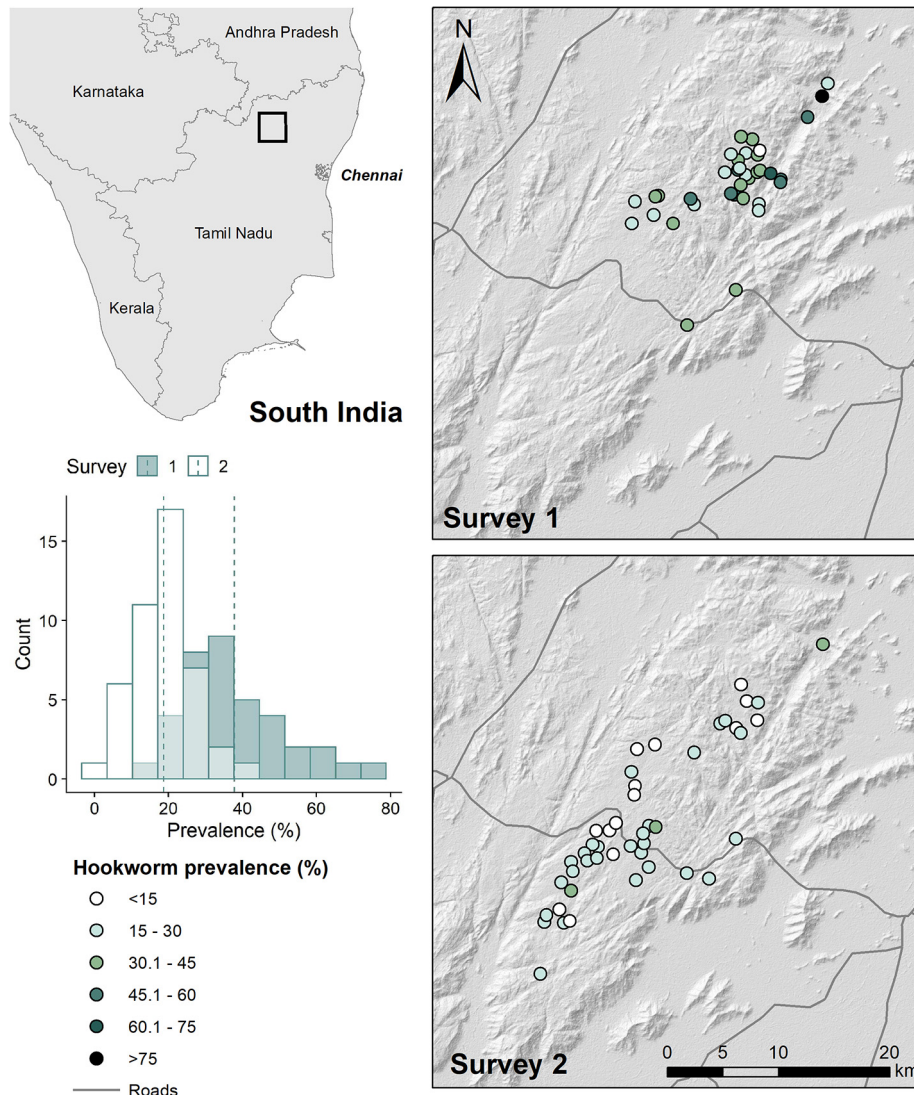 Andhra Pradesh
Karnataka
Chennai
Tamil Nadu
Kerala
South India
Survey 1 2
15
10
5
0
Count
0 20 40 60 80
Prevalence (%)
Hookworm prevalence (%)
<15
15 - 30
30.1 - 45
45.1 - 60
60.1 - 75
>75
Roads
N
Survey 1
Survey 2
0 5 10 20
km